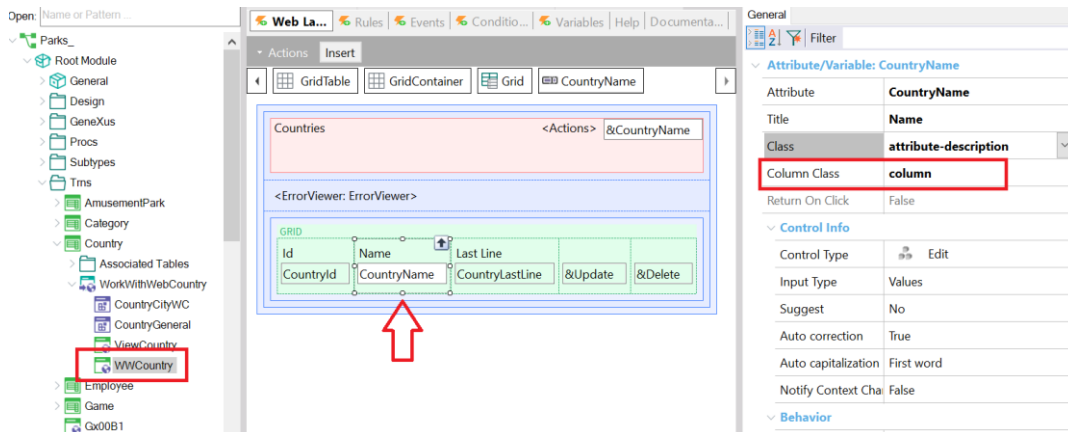 Open: Name or Pattern ...
Parks_
Root Module
General
Design
GeneXus
Procs
Subtypes
Trns
AmusementPark
Category
Country
Associated Tables
WorkWithWebCountry
CountryCityWC
CountryGeneral
ViewCountry
WWCountry
Employee
Game
Gx00B1
Web La... Rules Events Conditio... Variables Help Documenta...
Actions Insert
GridTable GridContainer Grid CountryName
Countries <Actions> &CountryName
<ErrorViewer: ErrorViewer>
GRID
Id Name Last Line
CountryId CountryName CountryLastLine &Update &Delete
General
Filter
Attribute/Variable: CountryName
Attribute CountryName
Title Name
Class attribute-description
Column Class column
Return On Click False
Control Info
Control Type Edit
Input Type Values
Suggest No
Auto correction True
Auto capitalization First word
Notify Context Cha False
Behavior